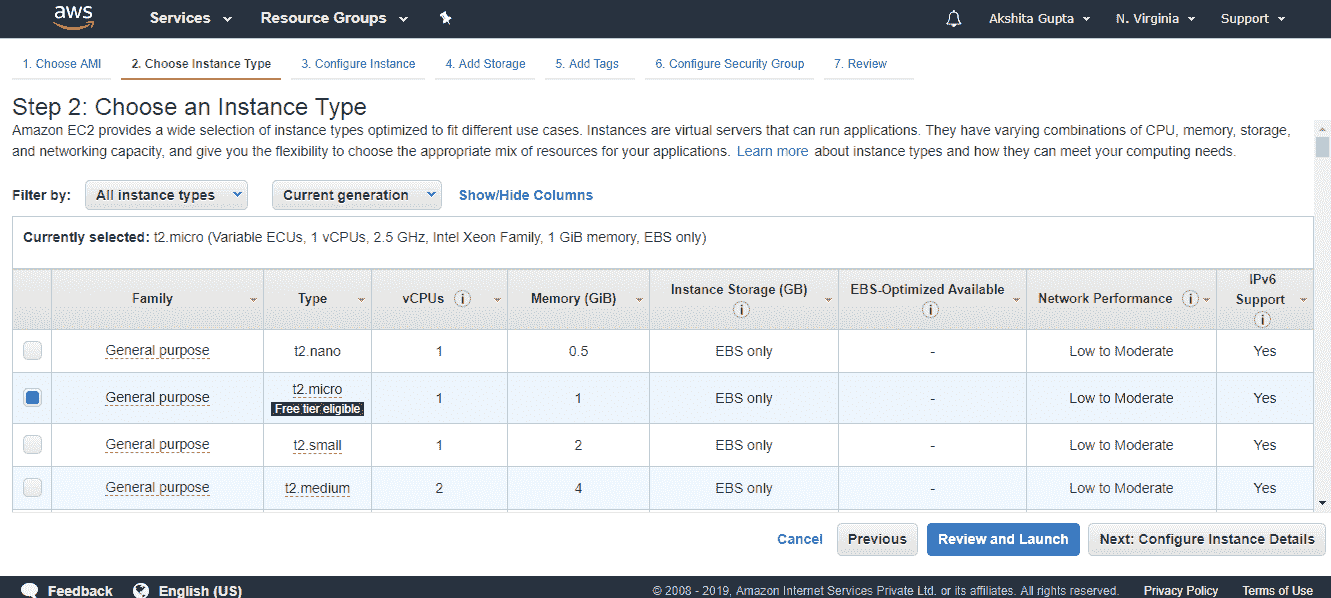 aws Services Resource Groups Akshita Gupta N. Virginia Support
1. Choose AMI 2. Choose Instance Type 3. Configure Instance 4. Add Storage 5. Add Tags 6. Configure Security Group 7. Review
Step 2: Choose an Instance Type
Amazon EC2 provides a wide selection of instance types optimized to fit different use cases. Instances are virtual servers that can run applications. They have varying combinations of CPU, memory, storage,
and networking capacity, and give you the flexibility to choose the appropriate mix of resources for your applications. Learn more about instance types and how they can meet your computing needs.
Filter by: All instance types Current generation Show/Hide Columns
Currently selected: t2.micro (Variable ECUs, 1 vCPUs, 2.5 GHz, Intel Xeon Family, 1 GiB memory, EBS only)
Family Type vCPUs i Memory (GiB) Instance Storage (GB) i EBS-Optimized Available i Network Performance i IPv6 Support i
General purpose t2.nano 1 0.5 EBS only - Low to Moderate Yes
General purpose t2.micro Free tier eligible 1 1 EBS only - Low to Moderate Yes
General purpose t2.small 1 2 EBS only - Low to Moderate Yes
General purpose t2.medium 2 4 EBS only - Low to Moderate Yes
Cancel Previous Review and Launch Next: Configure Instance Details
Feedback English (US) © 2008 - 2019, Amazon Internet Services Private Ltd. or its affiliates. All rights reserved. Privacy Policy Terms of Use